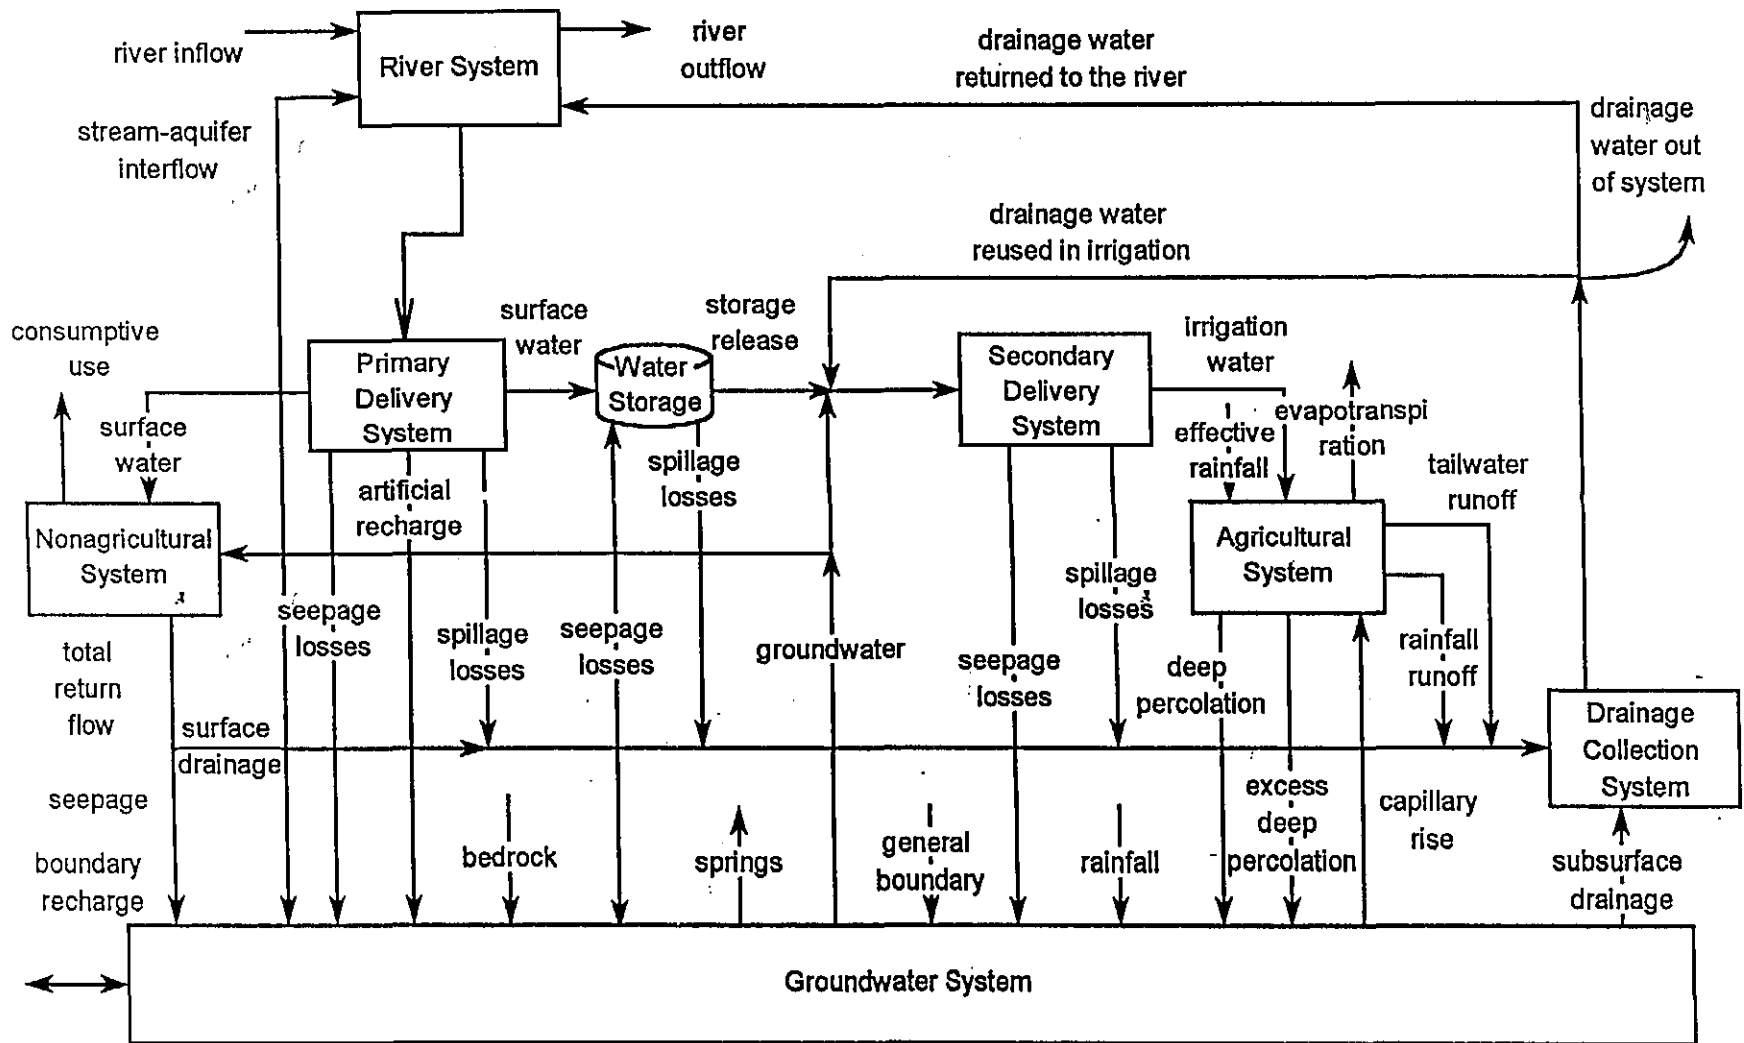 river inflow
River System
river
outflow
drainage water
returned to the river
drainage
water out
of system
stream-aquifer
interflow
drainage water
reused in irrigation
consumptive
use
surface
water
Primary
Delivery
System
surface
water
Water
Storage
storage
release
Secondary
Delivery
System
irrigation
water
effective
rainfall
evapotranspi
ration
tailwater
runoff
spillage
losses
artificial
recharge
Nonagricultural
System
Agricultural
System
seepage
losses
spillage
losses
seepage
losses
groundwater
seepage
losses
spillage
losses
deep
percolation
rainfall
runoff
total
return
flow
surface
drainage
Drainage
Collection
System
seepage
boundary
recharge
bedrock
springs
general
boundary
rainfall
excess
deep
percolation
capillary
rise
subsurface
drainage
Groundwater System